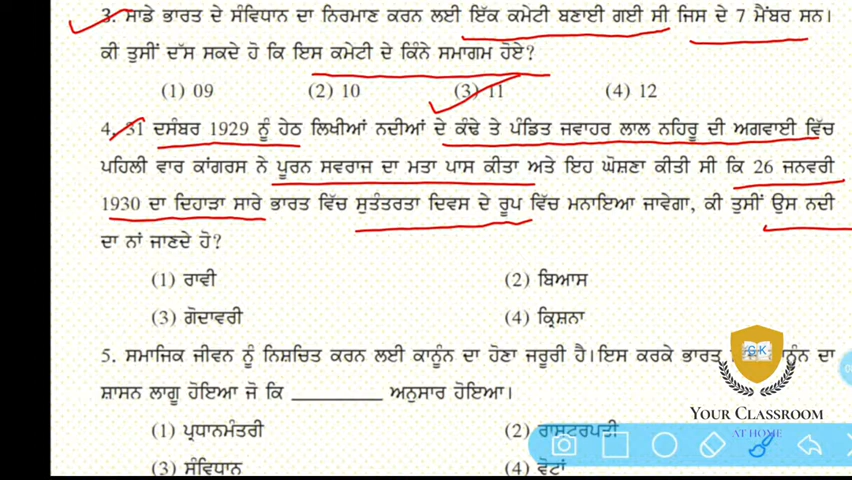 3. ਸਾਡੇ ਭਾਰਤ ਦੇ ਸੰਵਿਧਾਨ ਦਾ ਨਿਰਮਾਣ ਕਰਨ ਲਈ ਇੱਕ ਕਮੇਟੀ ਬਣਾਈ ਗਈ ਸੀ ਜਿਸ ਦੇ 7 ਮੈਂਬਰ ਸਨ।
ਕੀ ਤੁਸੀਂ ਦੱਸ ਸਕਦੇ ਹੋ ਕਿ ਇਸ ਕਮੇਟੀ ਦੇ ਕਿੰਨੇ ਸਮਾਗਮ ਹੋਏ?
(1) 09 (2) 10 (3) 11 (4) 12
4. 31 ਦਸੰਬਰ 1929 ਨੂੰ ਹੇਠ ਲਿਖੀਆਂ ਨਦੀਆਂ ਦੇ ਕੰਢੇ ਤੇ ਪੰਡਿਤ ਜਵਾਹਰ ਲਾਲ ਨਹਿਰੂ ਦੀ ਅਗਵਾਈ ਵਿੱਚ
ਪਹਿਲੀ ਵਾਰ ਕਾਂਗਰਸ ਨੇ ਪੂਰਨ ਸਵਰਾਜ ਦਾ ਮਤਾ ਪਾਸ ਕੀਤਾ ਅਤੇ ਇਹ ਘੋਸ਼ਣਾ ਕੀਤੀ ਸੀ ਕਿ 26 ਜਨਵਰੀ
1930 ਦਾ ਦਿਹਾੜਾ ਸਾਰੇ ਭਾਰਤ ਵਿੱਚ ਸੁਤੰਤਰਤਾ ਦਿਵਸ ਦੇ ਰੂਪ ਵਿੱਚ ਮਨਾਇਆ ਜਾਵੇਗਾ, ਕੀ ਤੁਸੀਂ ਉਸ ਨਦੀ
ਦਾ ਨਾਂ ਜਾਣਦੇ ਹੋ?
(1) ਰਾਵੀ (2) ਬਿਆਸ
(3) ਗੋਦਾਵਰੀ (4) ਕ੍ਰਿਸ਼ਨਾ
5. ਸਮਾਜਿਕ ਜੀਵਨ ਨੂੰ ਨਿਸ਼ਚਿਤ ਕਰਨ ਲਈ ਕਾਨੂੰਨ ਦਾ ਹੋਣਾ ਜਰੂਰੀ ਹੈ। ਇਸ ਕਰਕੇ ਭਾਰਤ ਦਾ
ਸ਼ਾਸਨ ਲਾਗੂ ਹੋਇਆ ਜੋ ਕਿ __________ ਅਨੁਸਾਰ ਹੋਇਆ।
(1) ਪ੍ਰਧਾਨਮੰਤਰੀ (2) ਰਾਸ਼ਟਰਪਤੀ
(3) ਸੰਵਿਧਾਨ (4) ਵੋਟਾਂ
GK
YOUR CLASSROOM
AT HOME